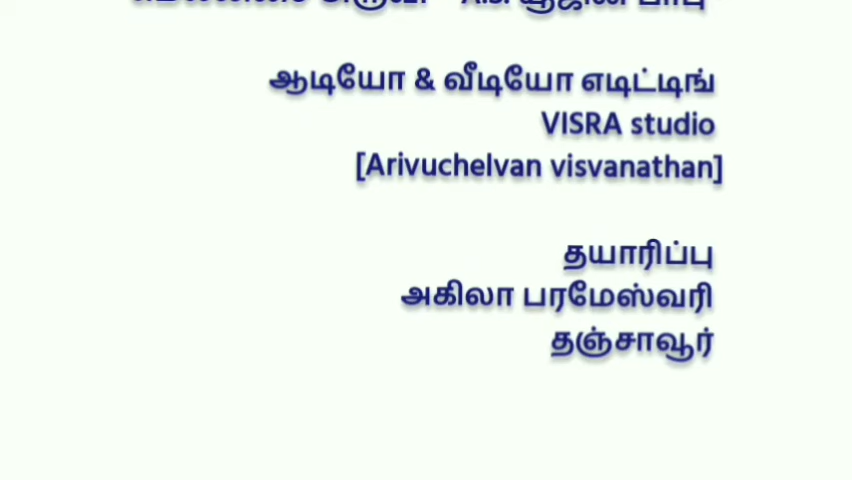 A.S. யூஜின் பாபு
ஆடியோ & வீடியோ எடிட்டிங்
VISRA studio
[Arivuchelvan visvanathan]
தயாரிப்பு
அகிலா பரமேஸ்வரி
தஞ்சாவூர்